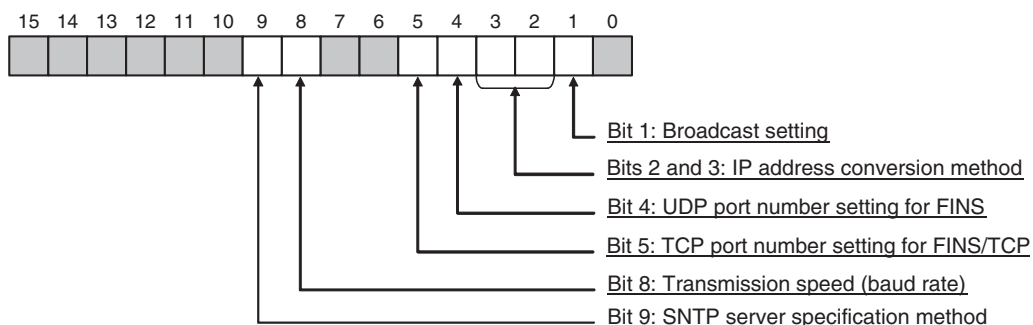 15 14 13 12 11 10 9 8 7 6 5 4 3 2 1 0
Bit 1: Broadcast setting
Bits 2 and 3: IP address conversion method
Bit 4: UDP port number setting for FINS
Bit 5: TCP port number setting for FINS/TCP
Bit 8: Transmission speed (baud rate)
Bit 9: SNTP server specification method